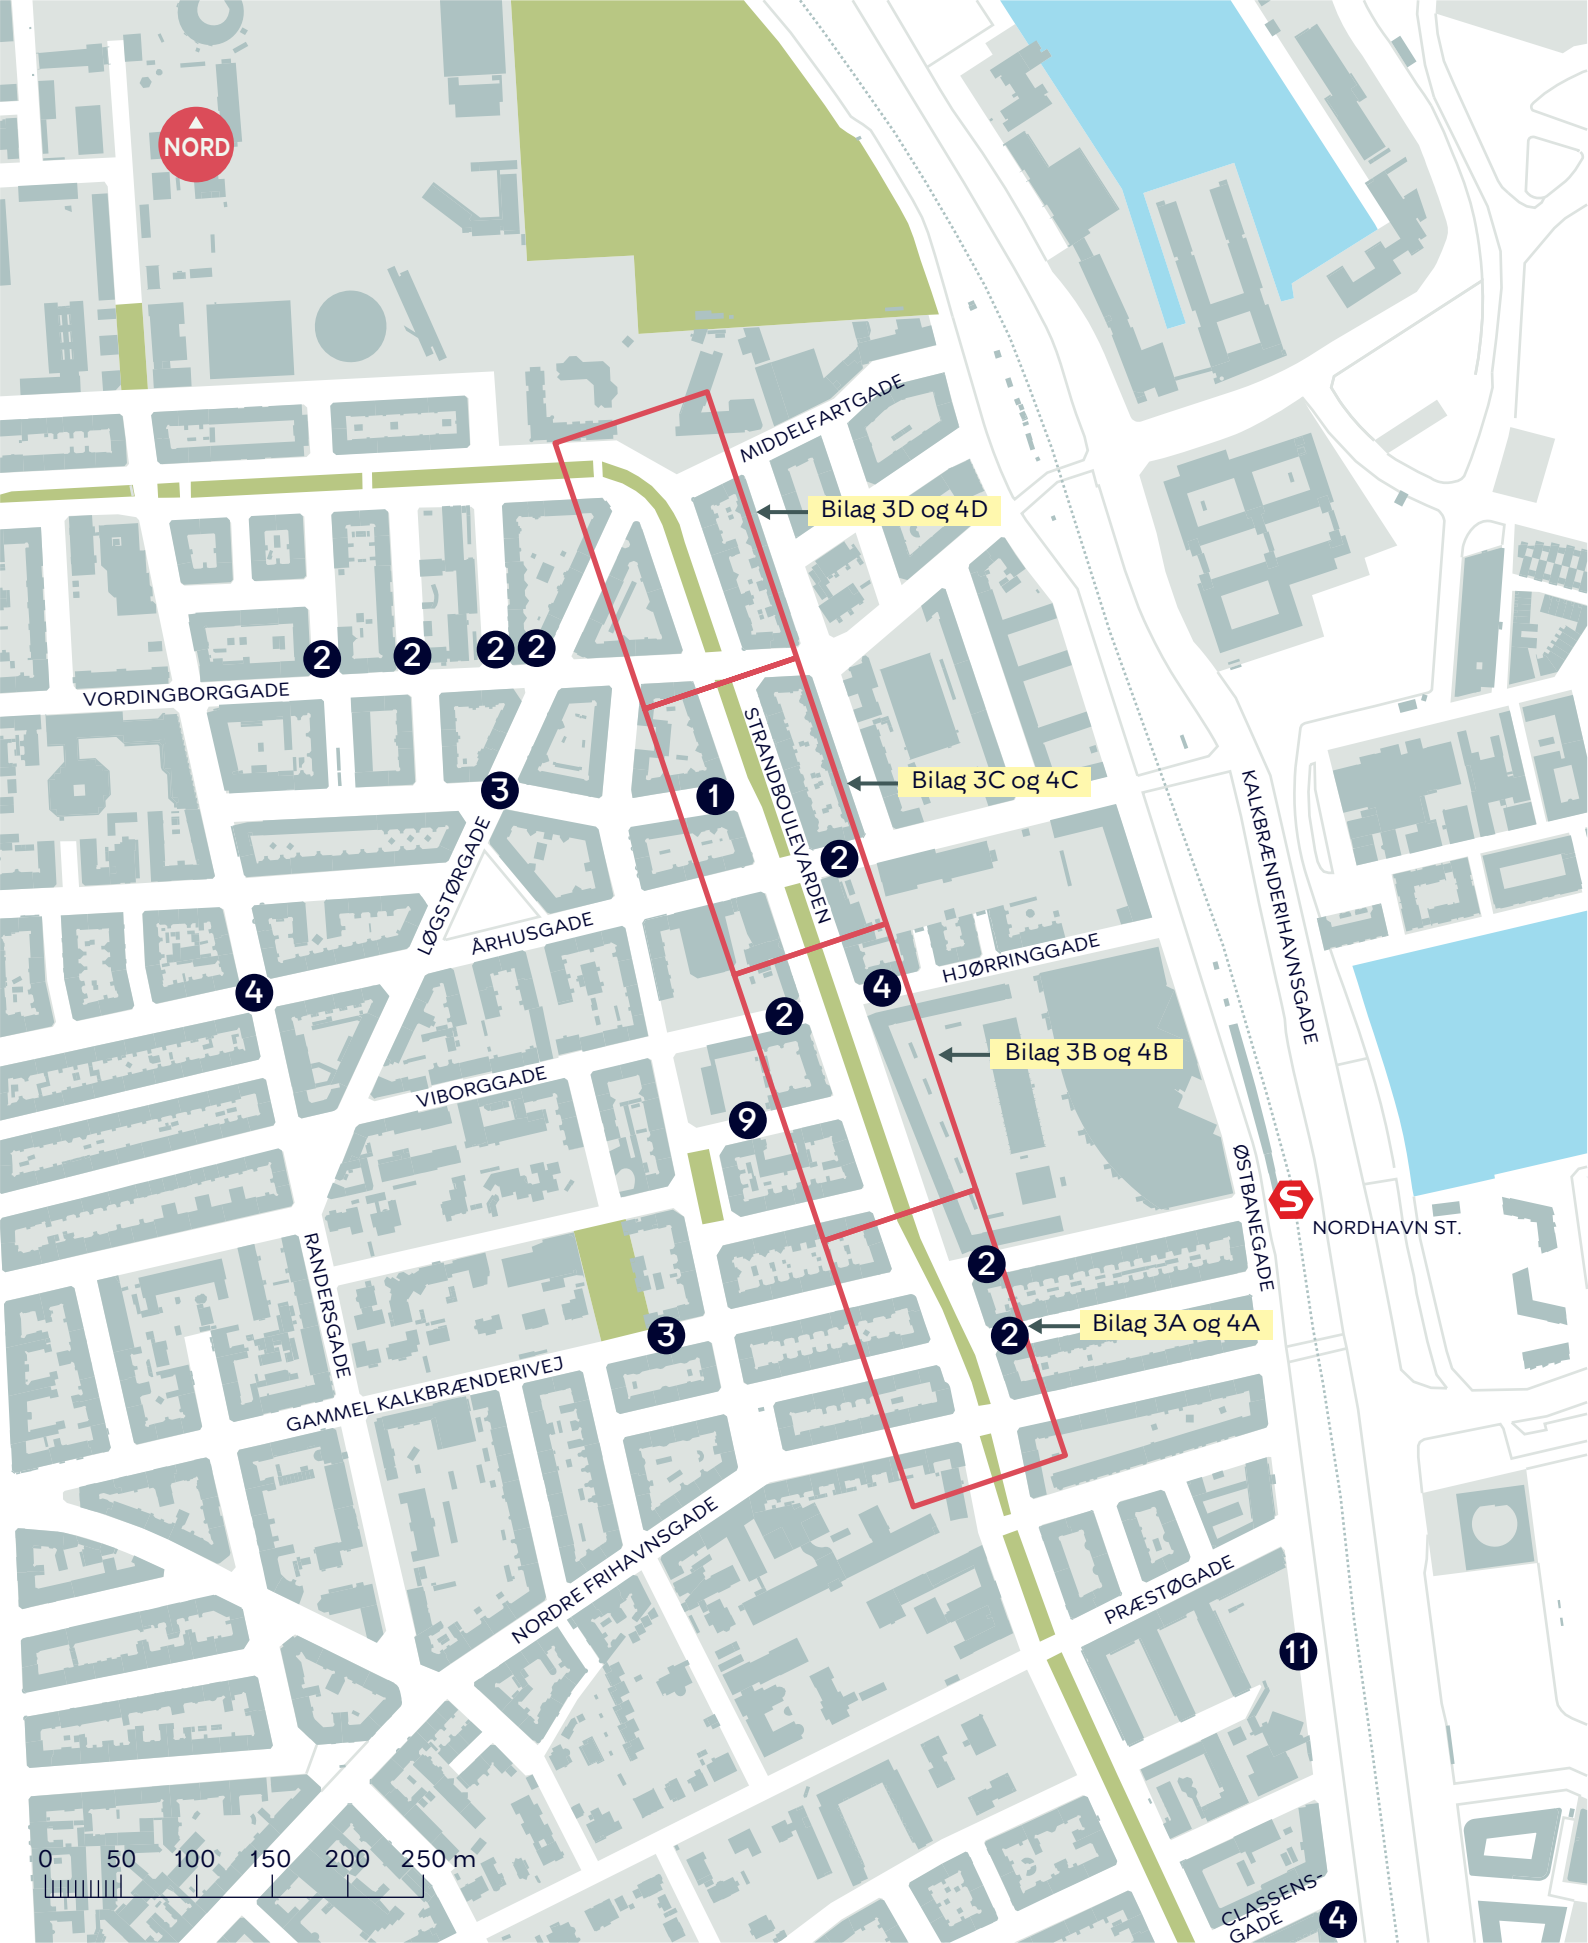 NORD
MIDDELFARTGADE
Bilag 3D og 4D
2
2
2
2
VORDINGBORGGADE
STRANDBOULEVARDEN
Bilag 3C og 4C
3
1
KALKBRÆNDERIHAVNSGADE
LØGSTØRGADE
2
ÅRHUSGADE
HJØRRINGGADE
4
4
2
Bilag 3B og 4B
VIBORGGADE
9
ØSTBANEGADE
S
NORDHAVN ST.
RANDERSGADE
2
3
2
Bilag 3A og 4A
GAMMEL KALKBRÆNDERIVEJ
NORDRE FRIHAVNSGADE
PRÆSTØGADE
11
0 50 100 150 200 250 m
CLASSENS-
GADE
4